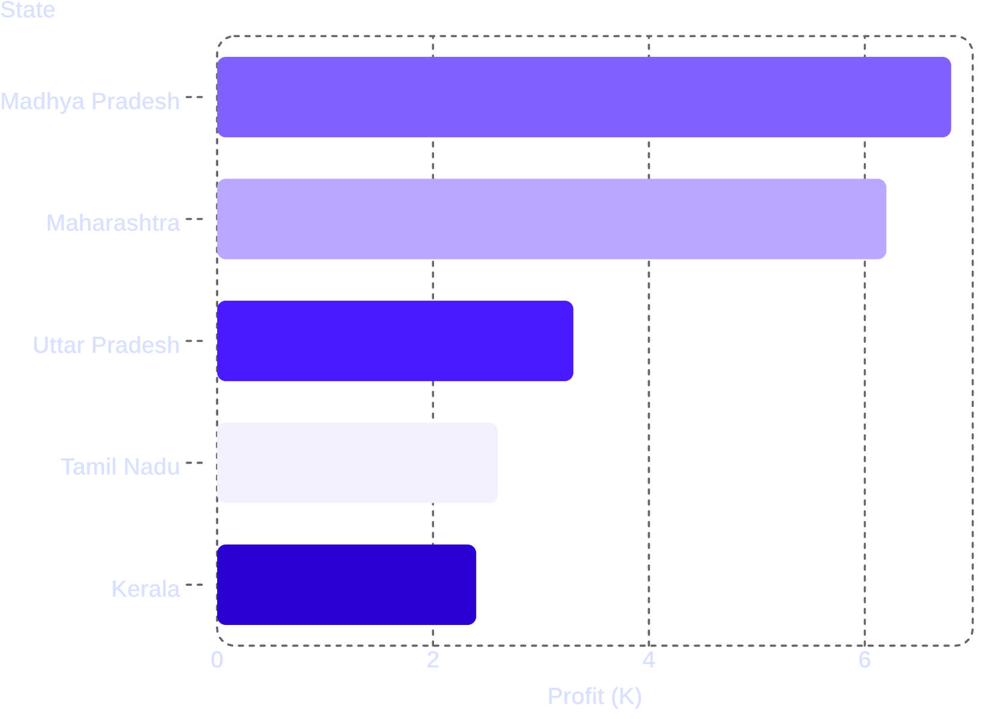 State
Madhya Pradesh
Maharashtra
Uttar Pradesh
Tamil Nadu
Kerala
0 2 4 6
Profit (K)